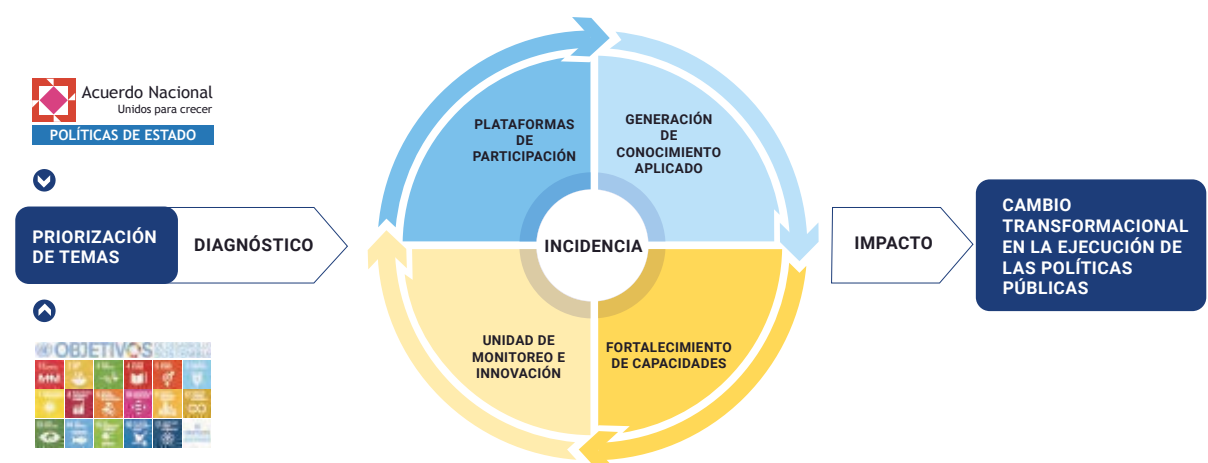 Acuerdo Nacional
Unidos para crecer
POLÍTICAS DE ESTADO
PRIORIZACIÓN
DE TEMAS
DIAGNÓSTICO
OBJETIVOS
PLATAFORMAS
DE
PARTICIPACIÓN
GENERACIÓN
DE
CONOCIMIENTO
APLICADO
INCIDENCIA
UNIDAD DE
MONITOREO E
INNOVACIÓN
FORTALECIMIENTO
DE CAPACIDADES
IMPACTO
CAMBIO
TRANSFORMACIONAL
EN LA EJECUCIÓN DE
LAS POLÍTICAS
PÚBLICAS